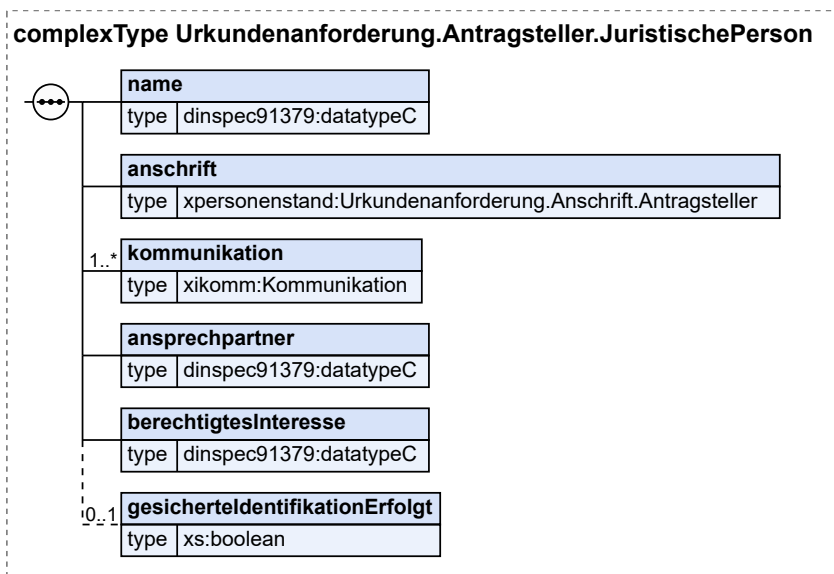 complexType Urkundenanforderung.Antragsteller.JuristischePerson
name
type dinspec91379:datatypeC
anschrift
type xpersonenstand:Urkundenanforderung.Anschrift.Antragsteller
1..* kommunikation
type xikomm:Kommunikation
ansprechpartner
type dinspec91379:datatypeC
berechtigtesInteresse
type dinspec91379:datatypeC
0..1 gesicherteIdentifikationErfolgt
type xs:boolean